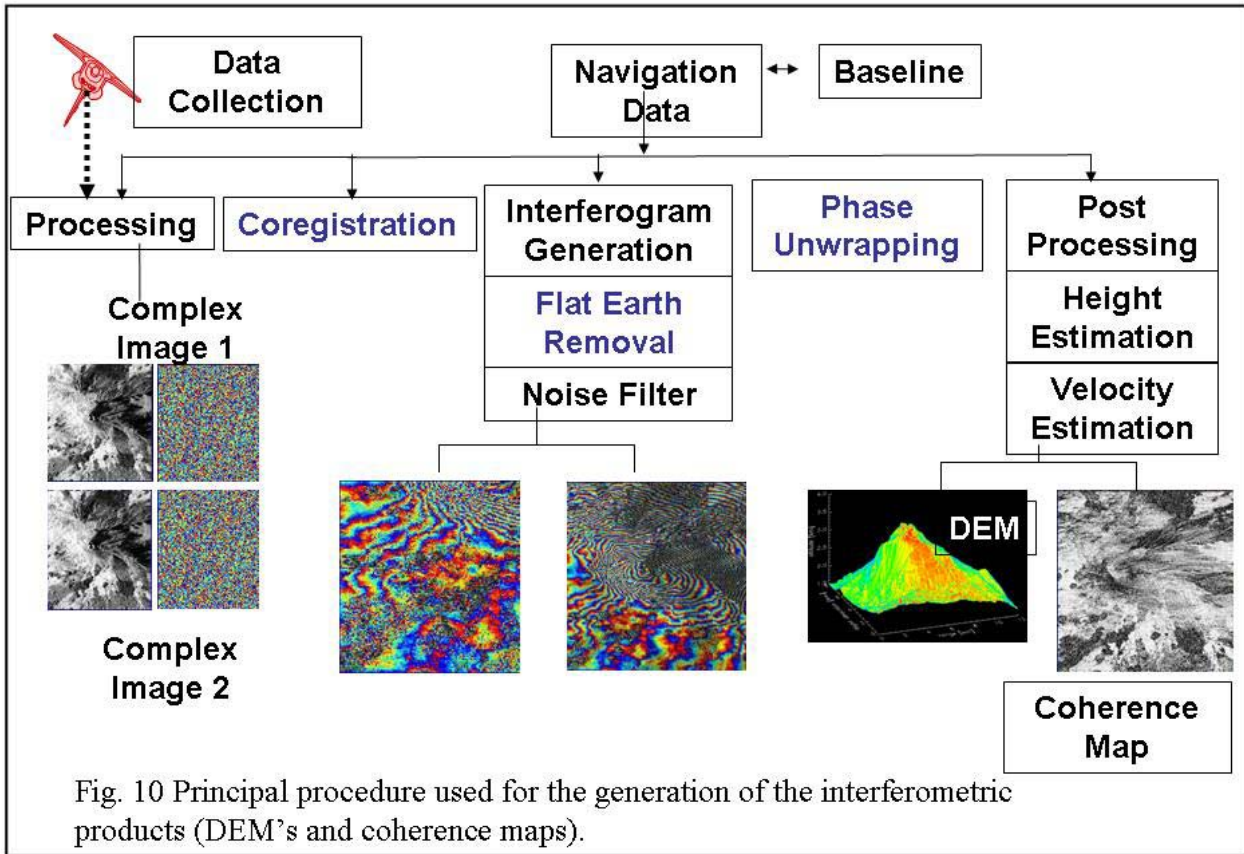 Data
Collection
Navigation
Data
Baseline
Processing
Coregistration
Interferogram
Generation
Flat Earth
Removal
Noise Filter
Phase
Unwrapping
Post
Processing
Height
Estimation
Velocity
Estimation
Complex
Image 1
Complex
Image 2
DEM
Coherence
Map
Fig. 10 Principal procedure used for the generation of the interferometric
products (DEM's and coherence maps).